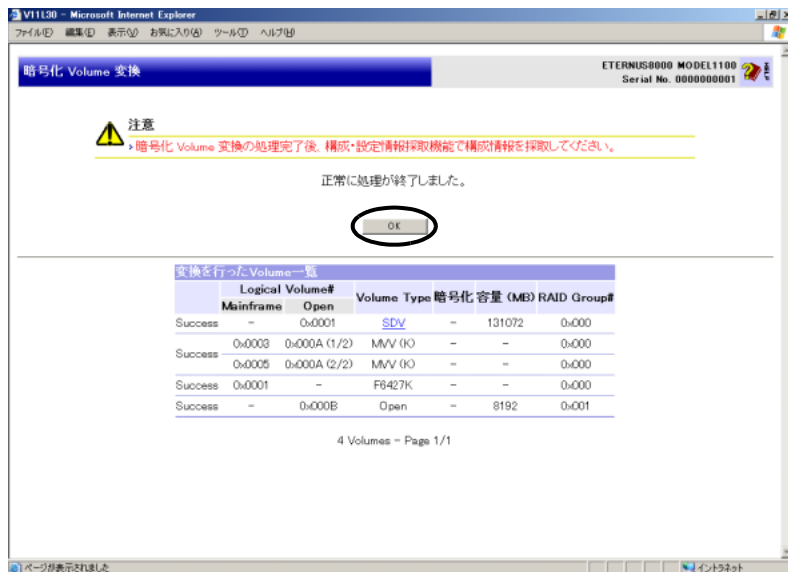 V11L30 - Microsoft Internet Explorer
ファイル(F) 編集(E) 表示(V) お気に入り(A) ツール(T) ヘルプ(H)
暗号化 Volume 変換
ETERNUS8000 MODEL1100
Serial No. 0000000001
注意
暗号化 Volume 変換の処理完了後、構成・設定情報採取機能で構成情報を採取してください。
正常に処理が終了しました。
OK
変換を行ったVolume一覧
Logical Volume# Volume Type 暗号化 容量 (MB) RAID Group#
Mainframe Open
Success - 0x0001 SDV - 131072 0x000
Success 0x0003 0x000A (1/2) MVV (K) - - 0x000
0x0005 0x000A (2/2) MVV (K) - - 0x000
Success 0x0001 - F6427K - - 0x000
Success - 0x000B Open - 8192 0x001
4 Volumes - Page 1/1
ページが表示されました イントラネット